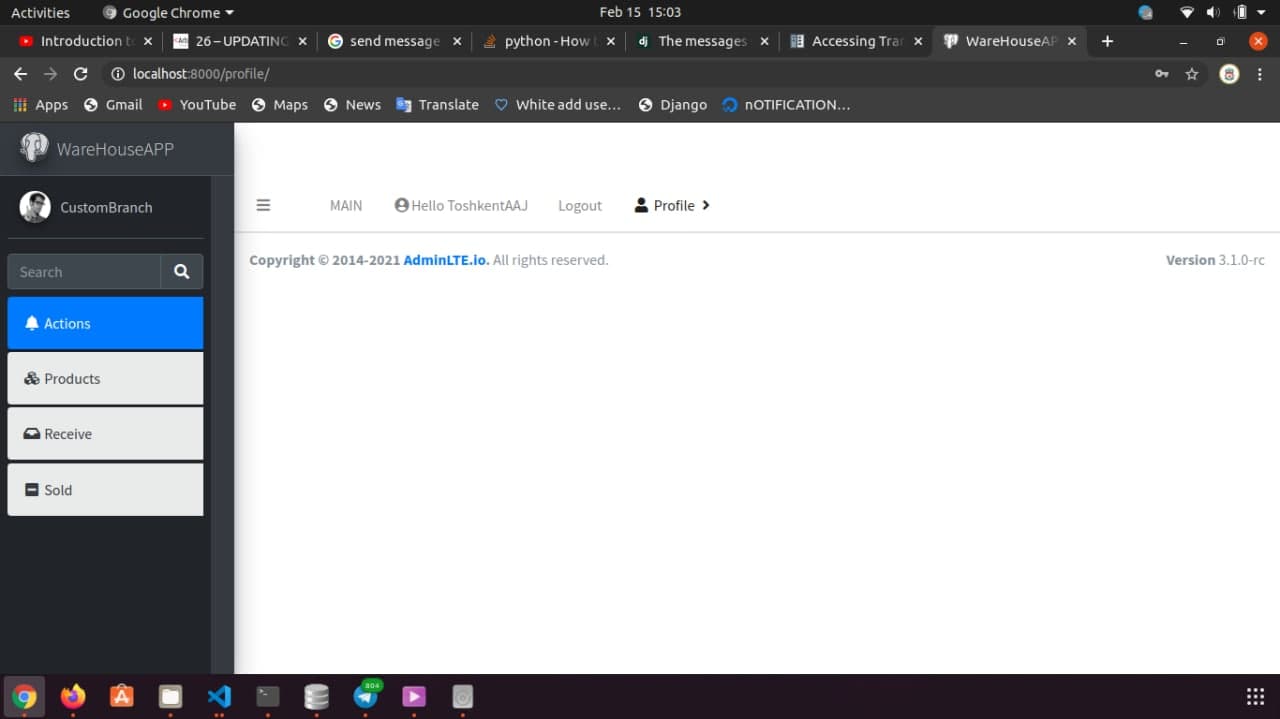 Activities Google Chrome Feb 15 15:03
Introduction t 26 – UPDATING send message python - How t The messages Accessing Tra WareHouseAP
localhost:8000/profile/
Apps Gmail YouTube Maps News Translate White add use… Django nOTIFICATION…
WareHouseAPP
CustomBranch
MAIN Hello ToshkentAAJ Logout Profile
Copyright © 2014-2021 AdminLTE.io. All rights reserved. Version 3.1.0-rc
Search
Actions
Products
Receive
Sold
804